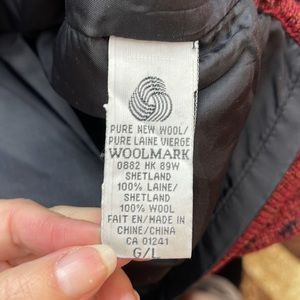 PURE NEW WOOL/
PURE LAINE VIERGE
WOOLMARK
0882 HK 89W
SHETLAND
100% LAINE/
SHETLAND
100% WOOL
FAIT EN/MADE IN
CHINE/CHINA
CA 01241
G/L